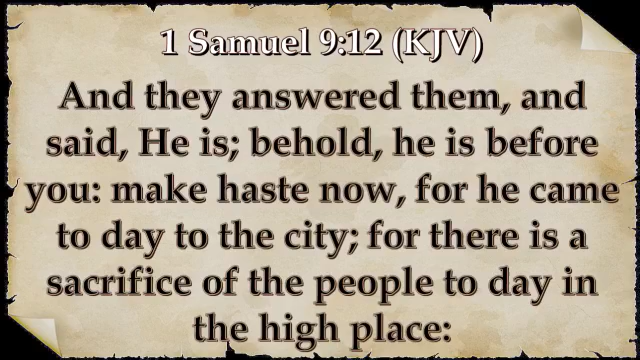 1 Samuel 9:12 (KJV)
And they answered them, and
said, He is; behold, he is before
you: make haste now, for he came
to day to the city; for there is a
sacrifice of the people to day in
the high place: